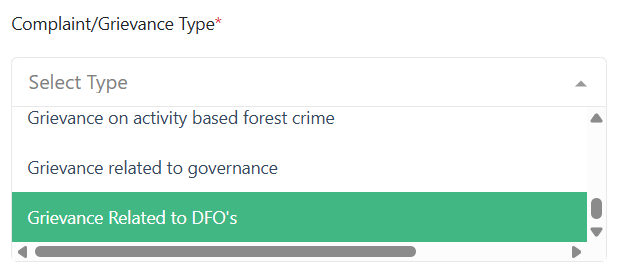 Complaint/Grievance Type*
Select Type
Grievance on activity based forest crime
Grievance related to governance
Grievance Related to DFO's